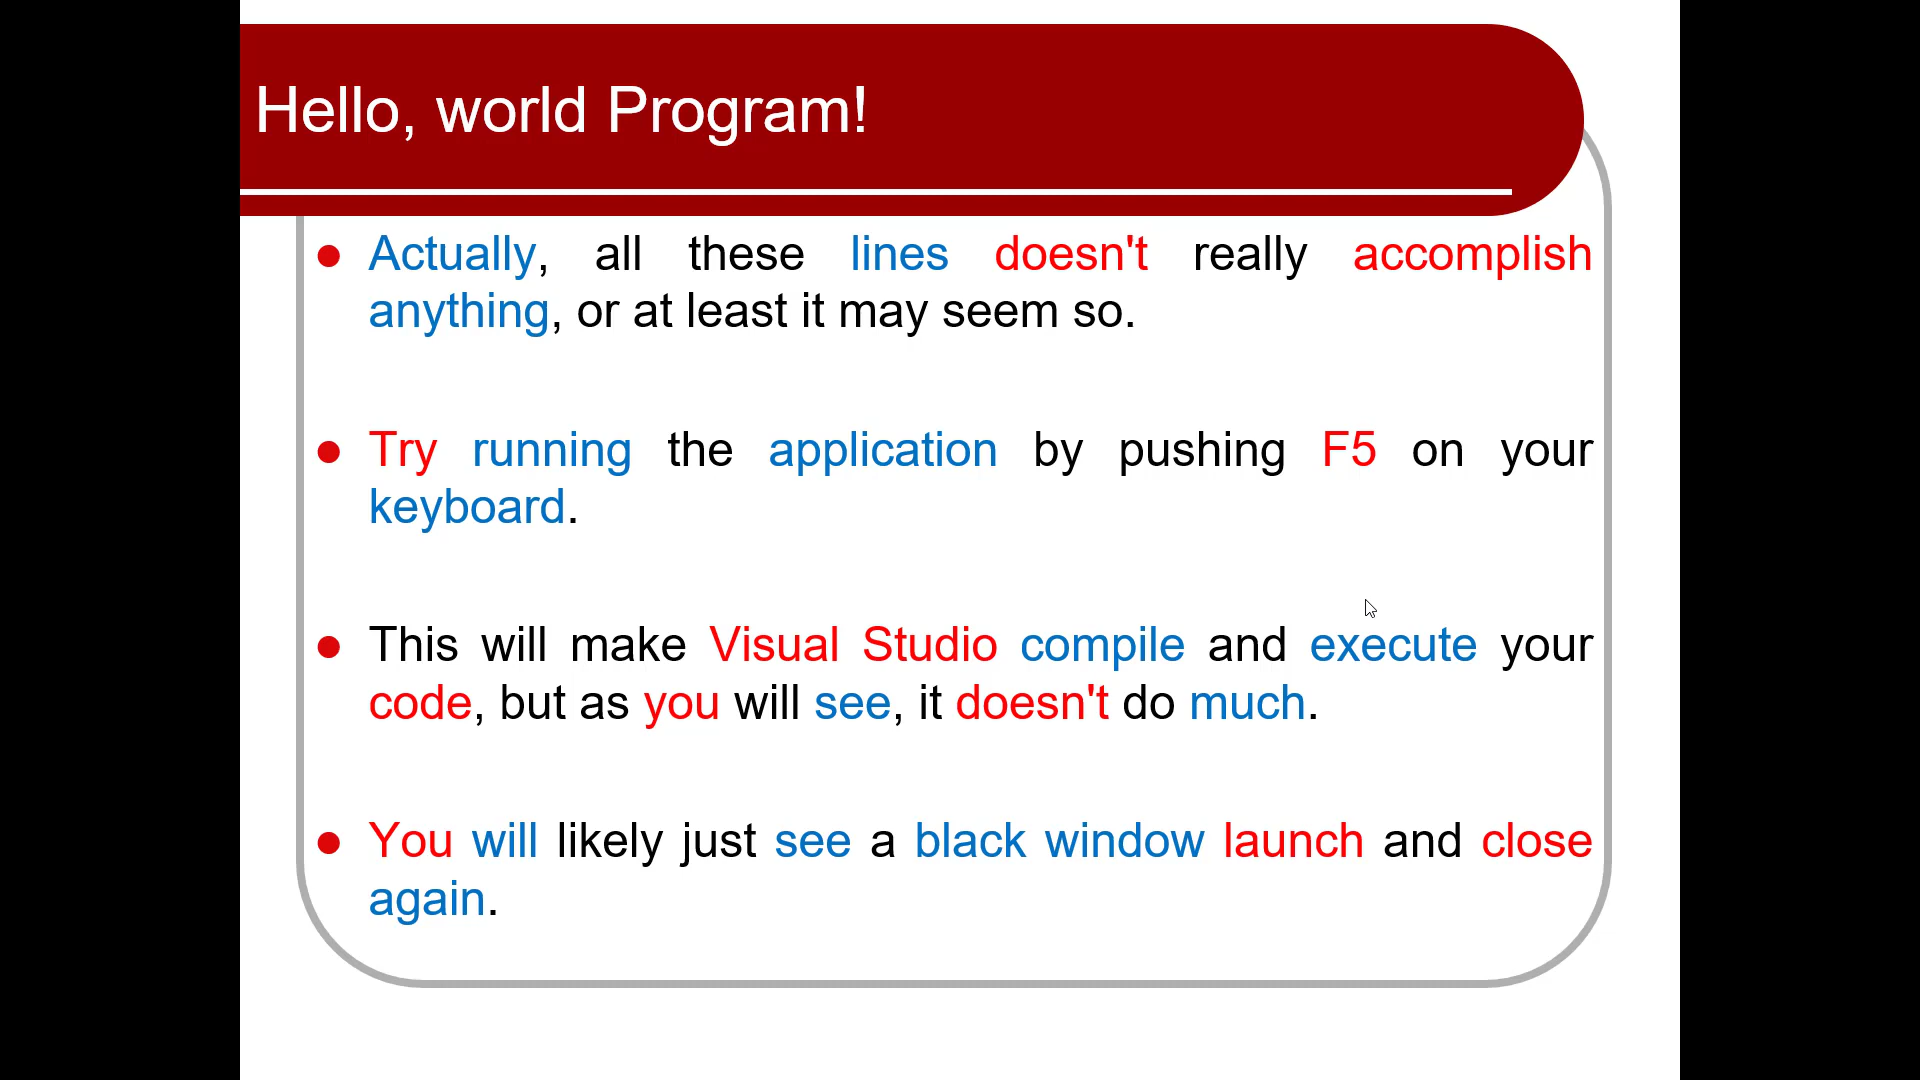 Hello, world Program!
Actually, all these lines doesn't really accomplish
anything, or at least it may seem so.
Try running the application by pushing F5 on your
keyboard.
This will make Visual Studio compile and execute your
code, but as you will see, it doesn't do much.
You will likely just see a black window launch and close
again.